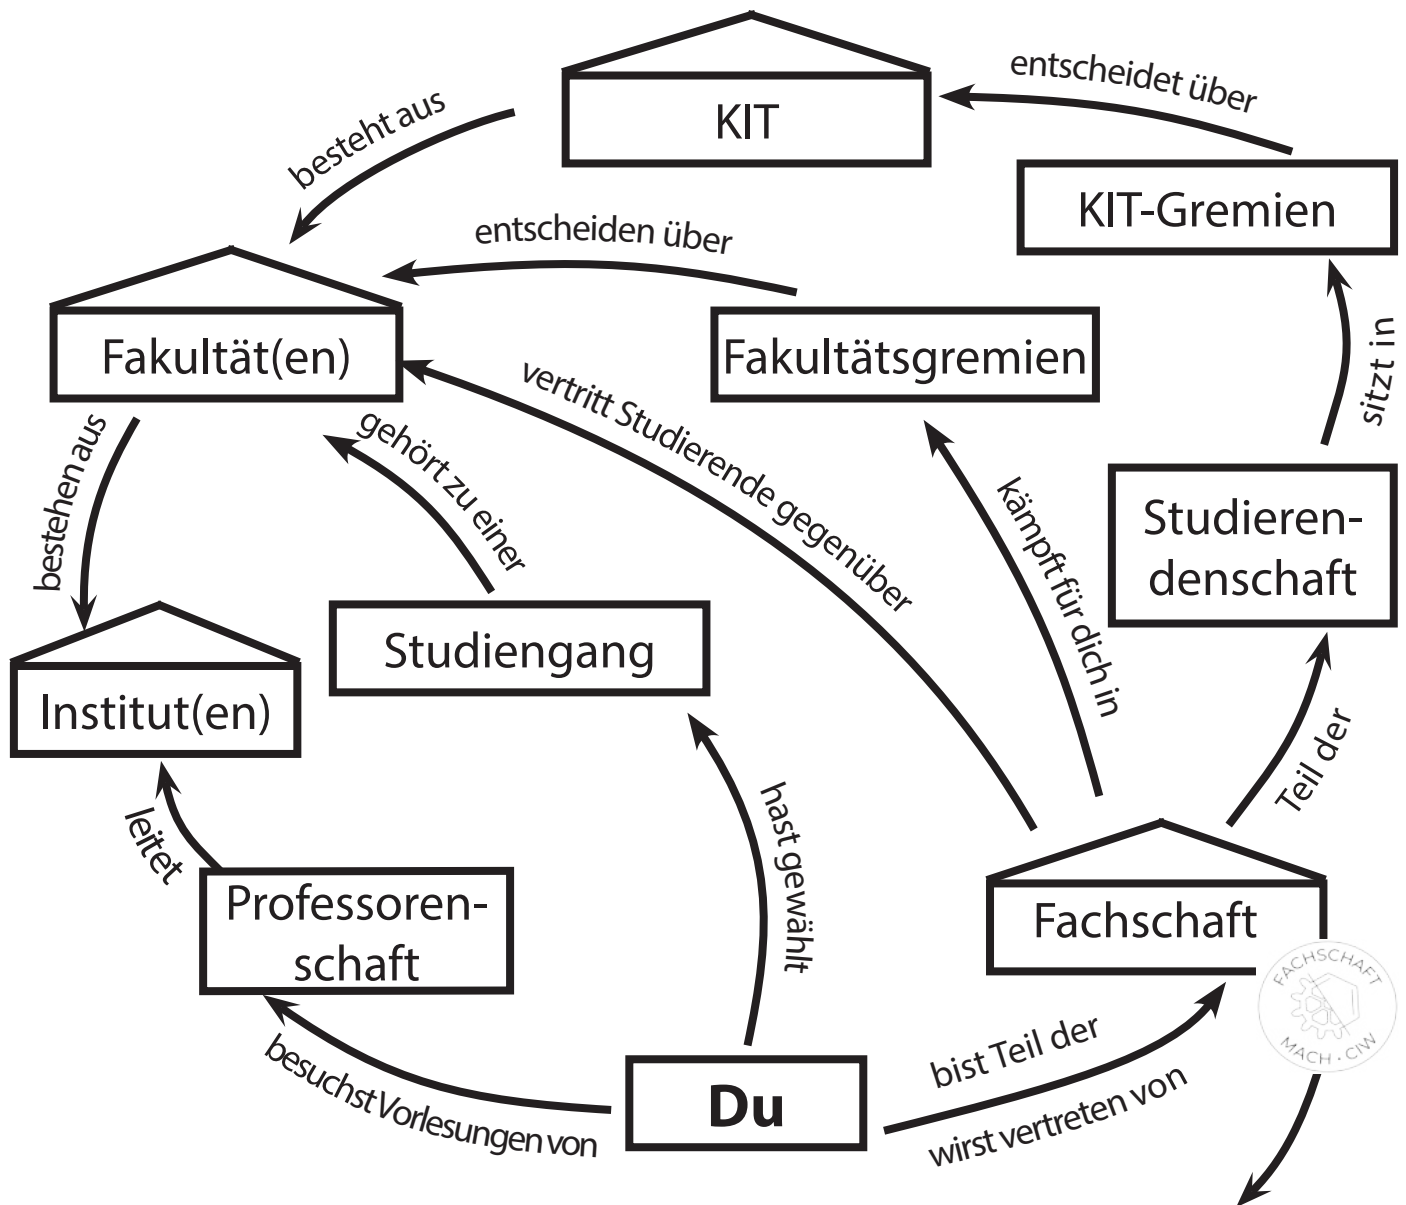 KIT
entscheidet über
besteht aus
KIT-Gremien
entscheiden über
Fakultät(en)
Fakultätsgremien
vertritt Studierende gegenüber
sitzt in
gehört zu einer
bestehen aus
kämpft für dich in
Studieren-
denschaft
Studiengang
Institut(en)
Teil der
hast gewählt
leitet
Professoren-
schaft
Fachschaft
FACHSCHAFT
MACH · CIW
besuchst Vorlesungen von
Du
bist Teil der
wirst vertreten von